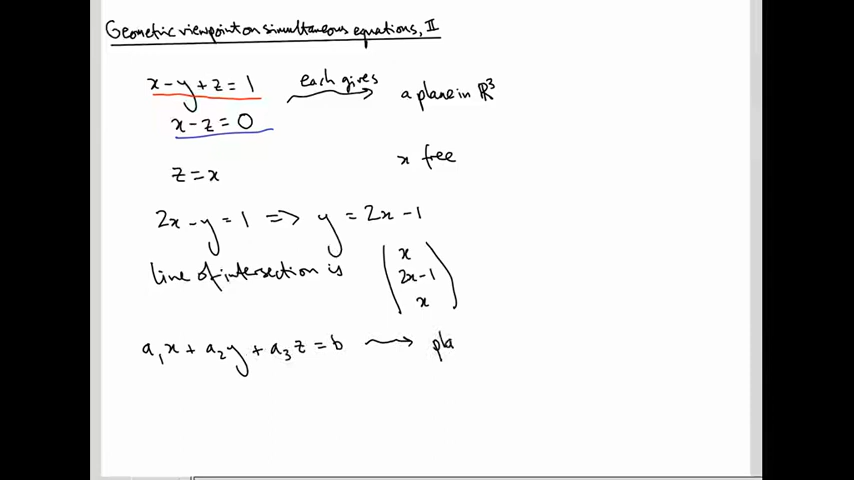 Geometric viewpoint on simultaneous equations, II
x - y + z = 1 each gives a plane in ℝ³
x - z = 0
z = x x free
2x - y = 1 => y = 2x - 1
line of intersection is (x 2x-1 x)
a₁x + a₂y + a₃z = b ⟿ pla